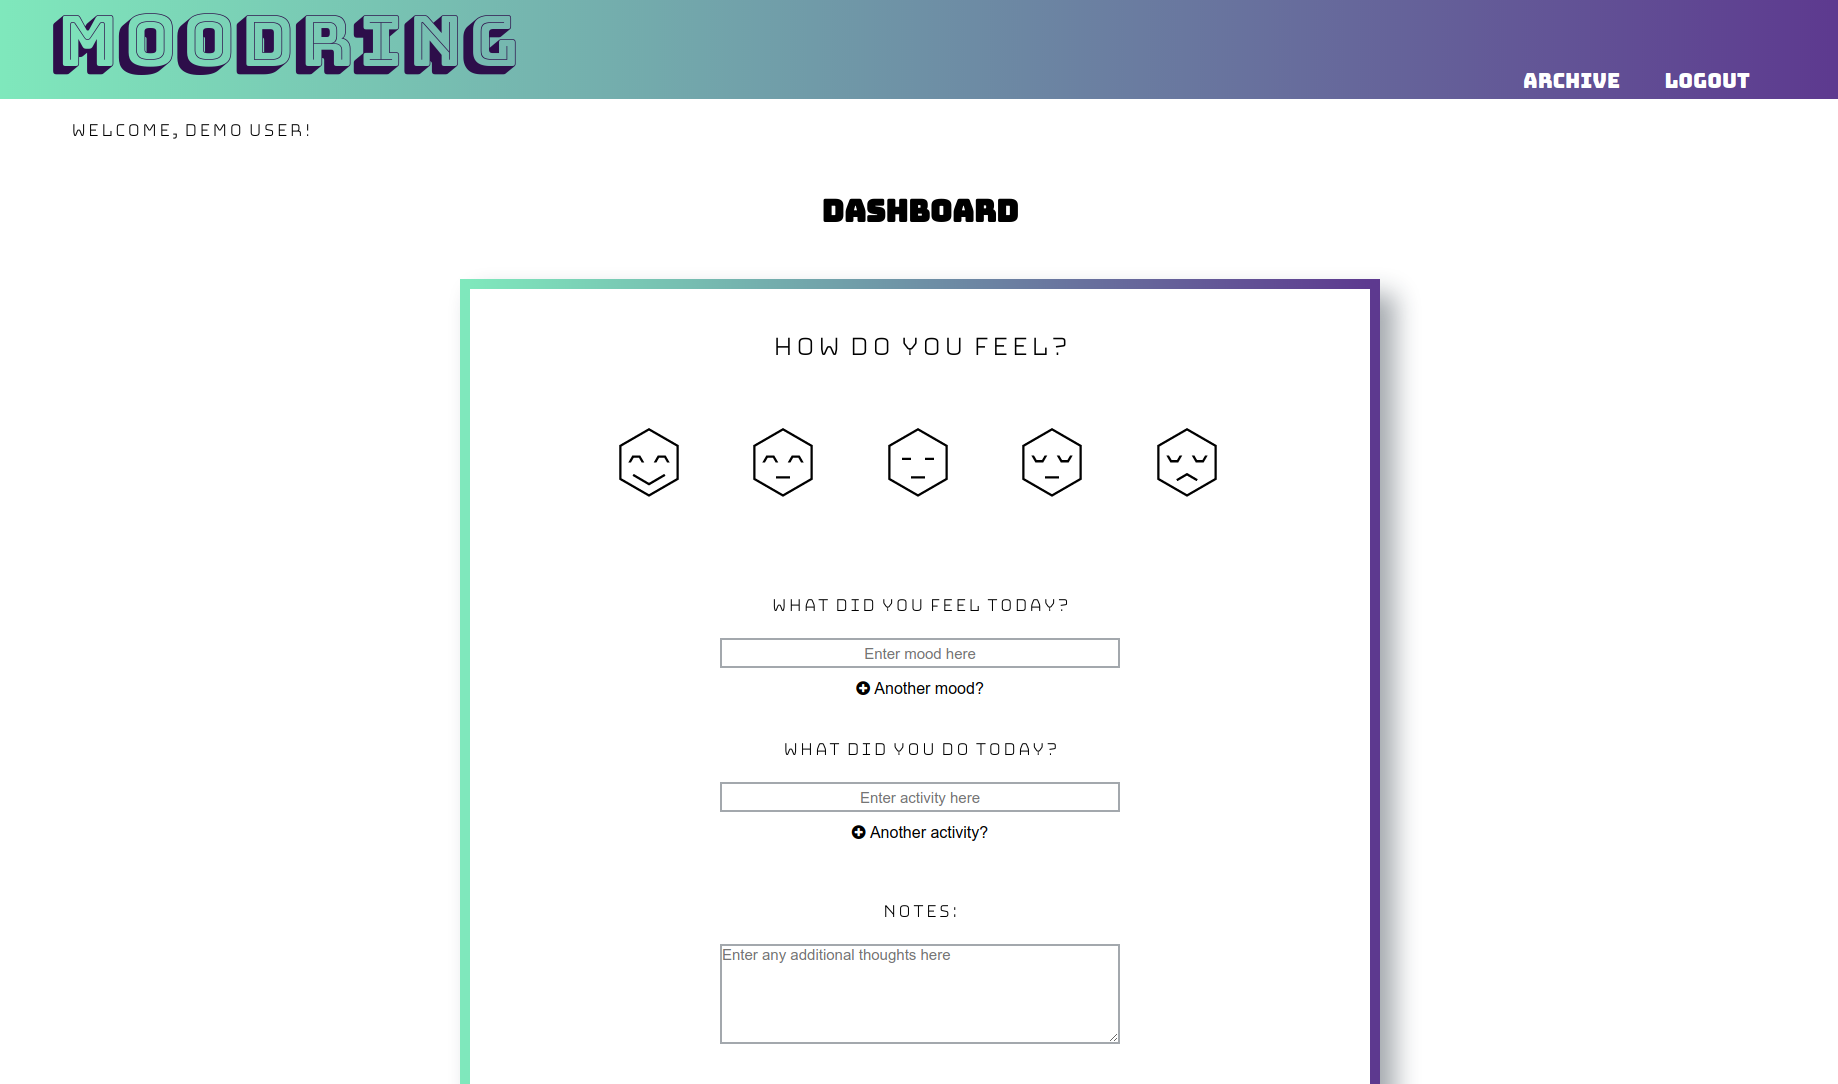 MOODRING
ARCHIVE LOGOUT
WELCOME, DEMO USER!
DASHBOARD
HOW DO YOU FEEL?
WHAT DID YOU FEEL TODAY?
Enter mood here
Another mood?
WHAT DID YOU DO TODAY?
Enter activity here
Another activity?
NOTES:
Enter any additional thoughts here